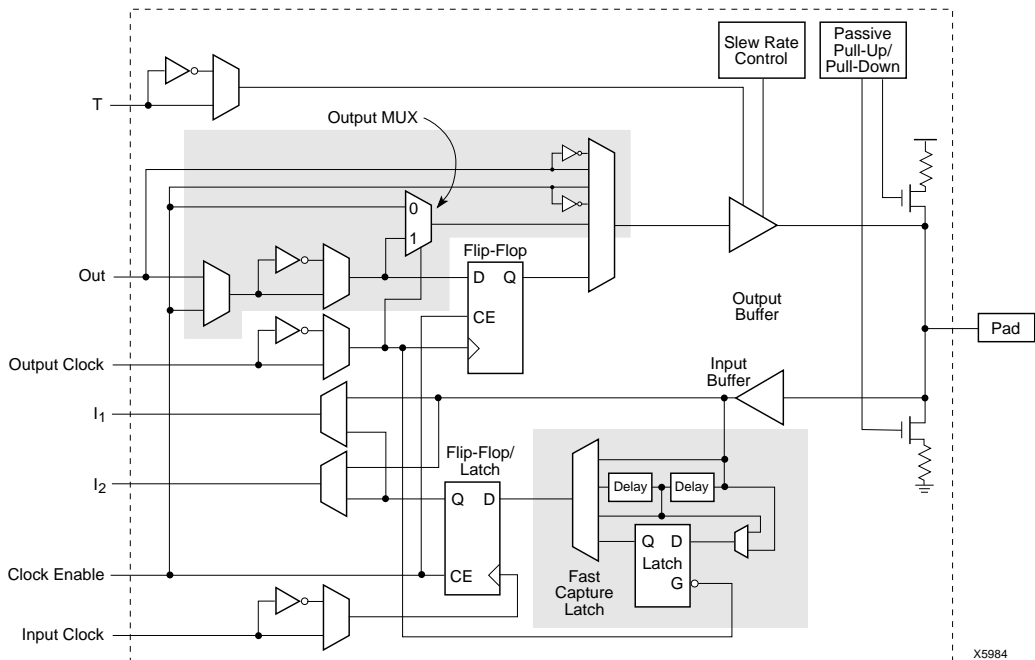 Slew Rate
Control
Passive
Pull-Up/
Pull-Down
T
Output MUX
0
1
Flip-Flop
D
Q
CE
Out
Output
Buffer
Pad
Output Clock
Input
Buffer
I1
Flip-Flop/
Latch
I2
Delay
Delay
Q
D
Q
D
Latch
G
Clock Enable
CE
Fast
Capture
Latch
Input Clock
X5984